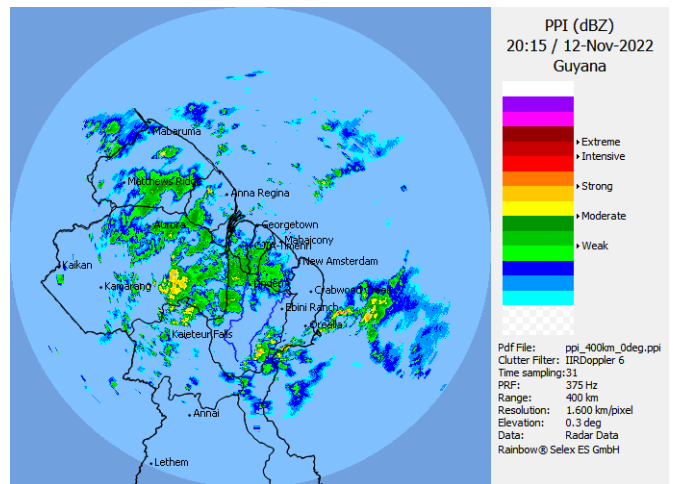 PPI (dBZ)
20:15 / 12-Nov-2022
Guyana
Extreme
Intensive
Strong
Moderate
Weak
Pdf File: ppi_400km_0deg.ppi
Clutter Filter: IIRDoppler 6
Time sampling:31
PRF: 375 Hz
Range: 400 km
Resolution: 1.600 km/pixel
Elevation: 0.3 deg
Data: Radar Data
Rainbow® Selex ES GmbH
Mabaruma
Matthews Ridge
Anna Regina
Aurora
Georgetown
Mahajcony
Kaikan
New Amsterdam
Kamarang
Ebini Ranch
Orealla
Kaieteur Falls
Annai
Lethem